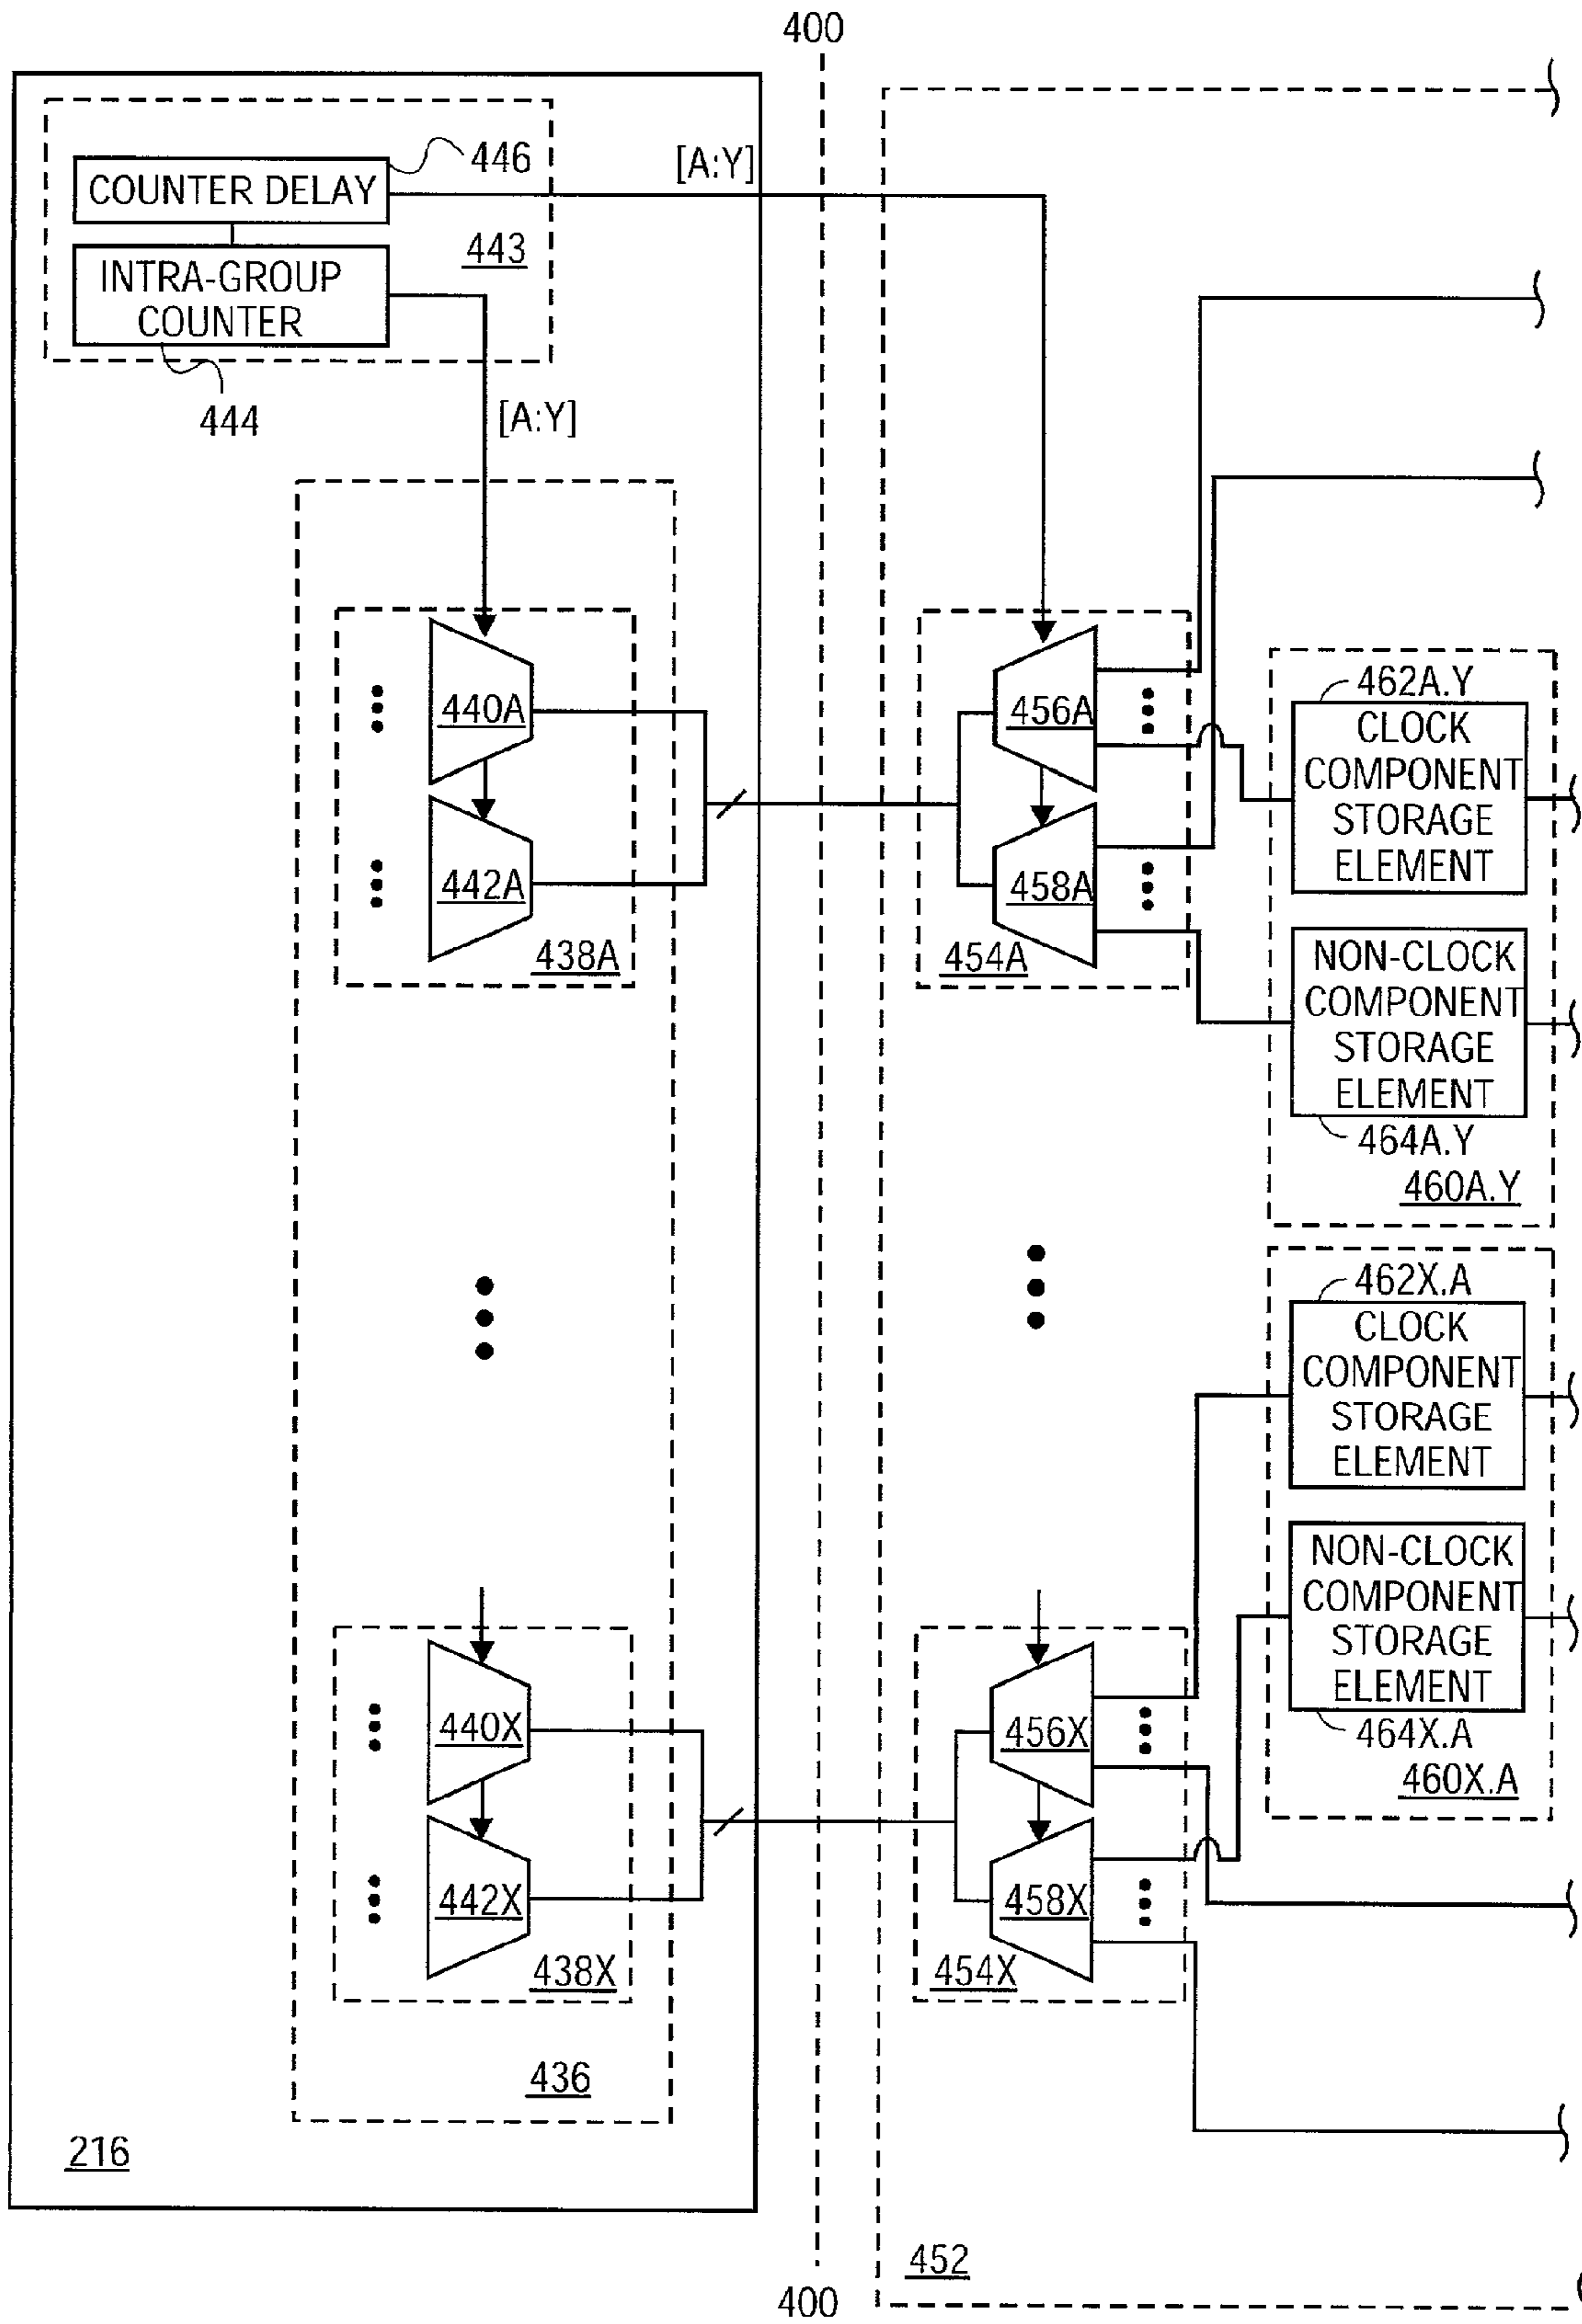 400
446
[A:Y]
COUNTER DELAY
443
INTRA-GROUP
COUNTER
444
[A:Y]
440A
442A
438A
456A
458A
454A
462A.Y
CLOCK
COMPONENT
STORAGE
ELEMENT
NON-CLOCK
COMPONENT
STORAGE
ELEMENT
464A.Y
460A.Y
462X.A
CLOCK
COMPONENT
STORAGE
ELEMENT
NON-CLOCK
COMPONENT
STORAGE
ELEMENT
464X.A
460X.A
440X
442X
438X
456X
458X
454X
436
216
452
400